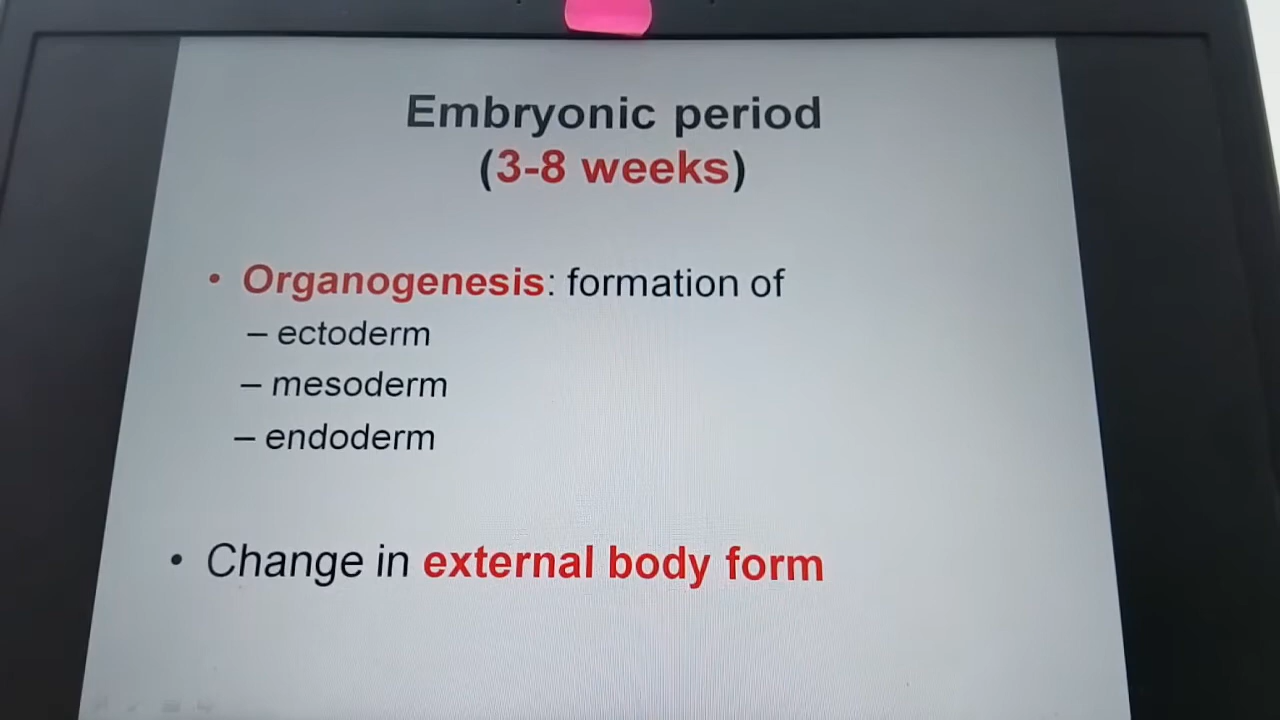 Embryonic period
(3-8 weeks)
• Organogenesis: formation of
– ectoderm
– mesoderm
– endoderm
• Change in external body form